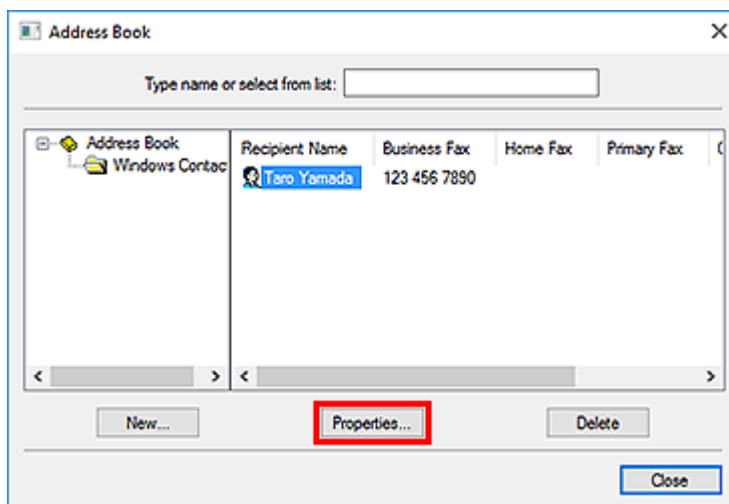 Address Book
Type name or select from list:
Address Book
Windows Contac
Recipient Name Business Fax Home Fax Primary Fax
Taro Yamada 123 456 7890
New... Properties... Delete
Close